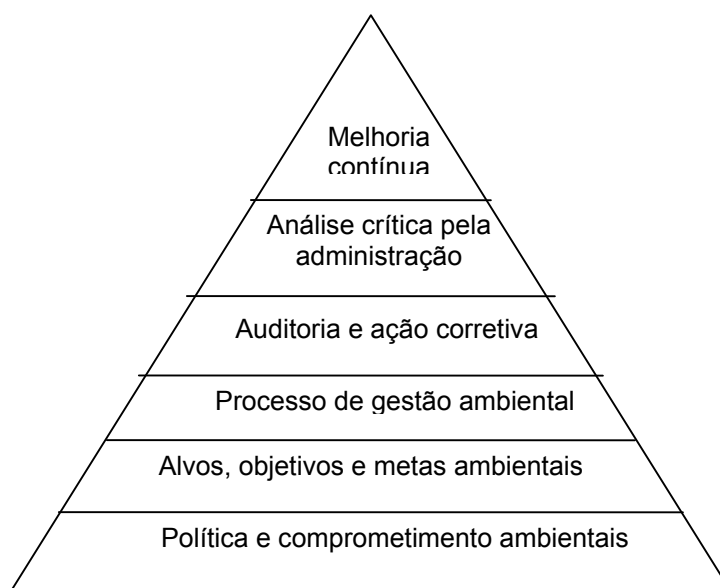 Melhoria
contínua
Análise crítica pela
administração
Auditoria e ação corretiva
Processo de gestão ambiental
Alvos, objetivos e metas ambientais
Política e comprometimento ambientais